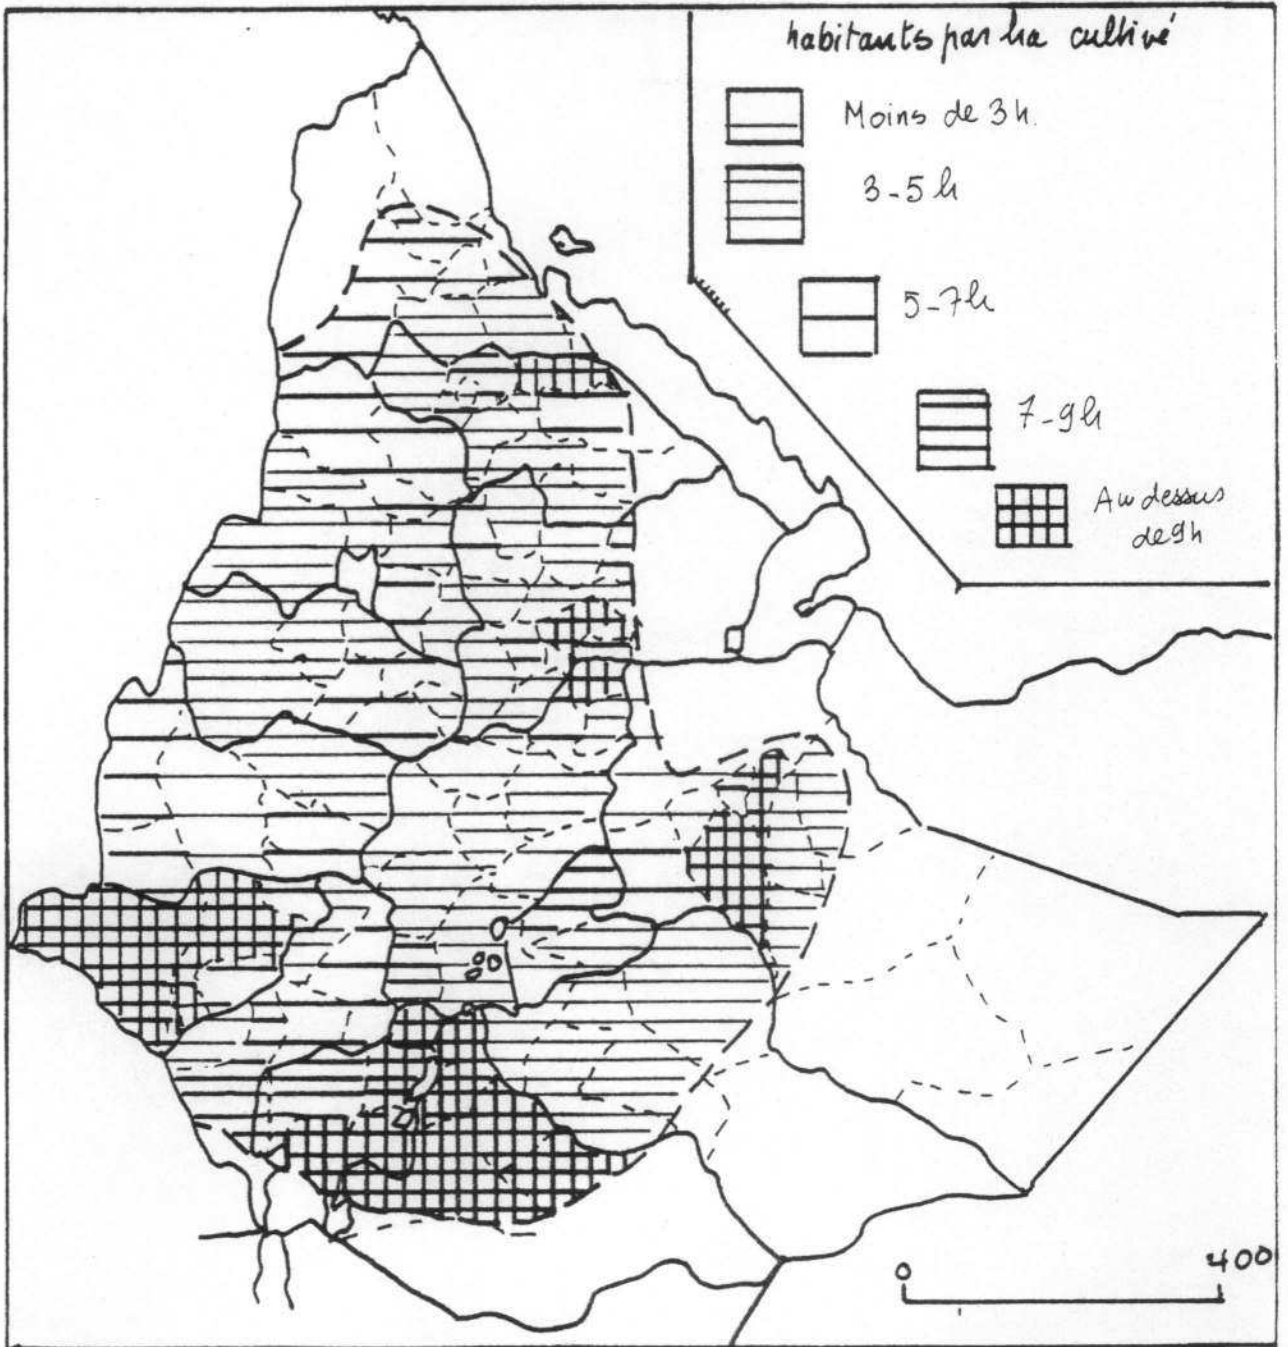 habitants par ha cultivé
Moins de 3h.
3-5h
5-7h
7-9h
Au dessus
de 9h
0 400